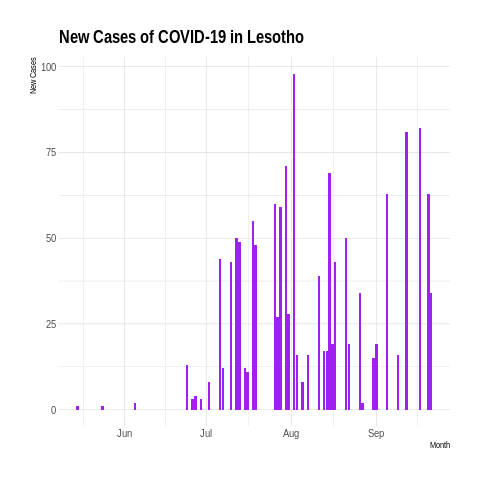 New Cases of COVID-19 in Lesotho
New Cases
100
75
50
25
0
Jun Jul Aug Sep
Month